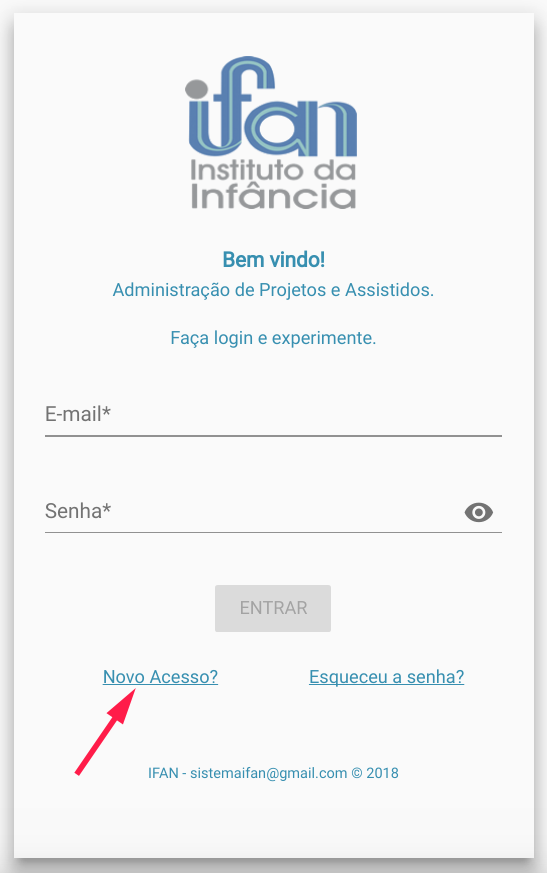 ifan
Instituto da
Infância
Bem vindo!
Administração de Projetos e Assistidos.
Faça login e experimente.
E-mail*
Senha*
ENTRAR
Novo Acesso? Esqueceu a senha?
IFAN - sistemaifan@gmail.com © 2018